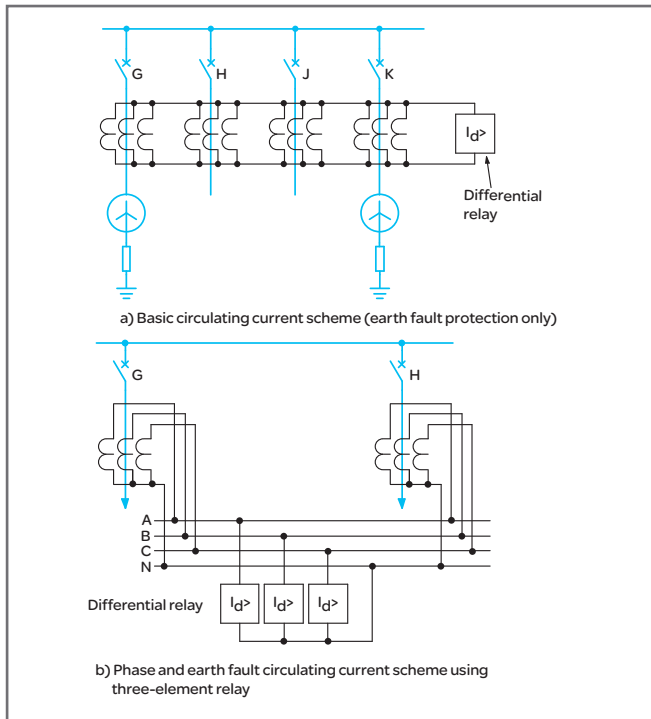 G H J K
Id>
Differential
relay
a) Basic circulating current scheme (earth fault protection only)
G H
A
B
C
N
Differential relay Id> Id> Id>
b) Phase and earth fault circulating current scheme using
three-element relay